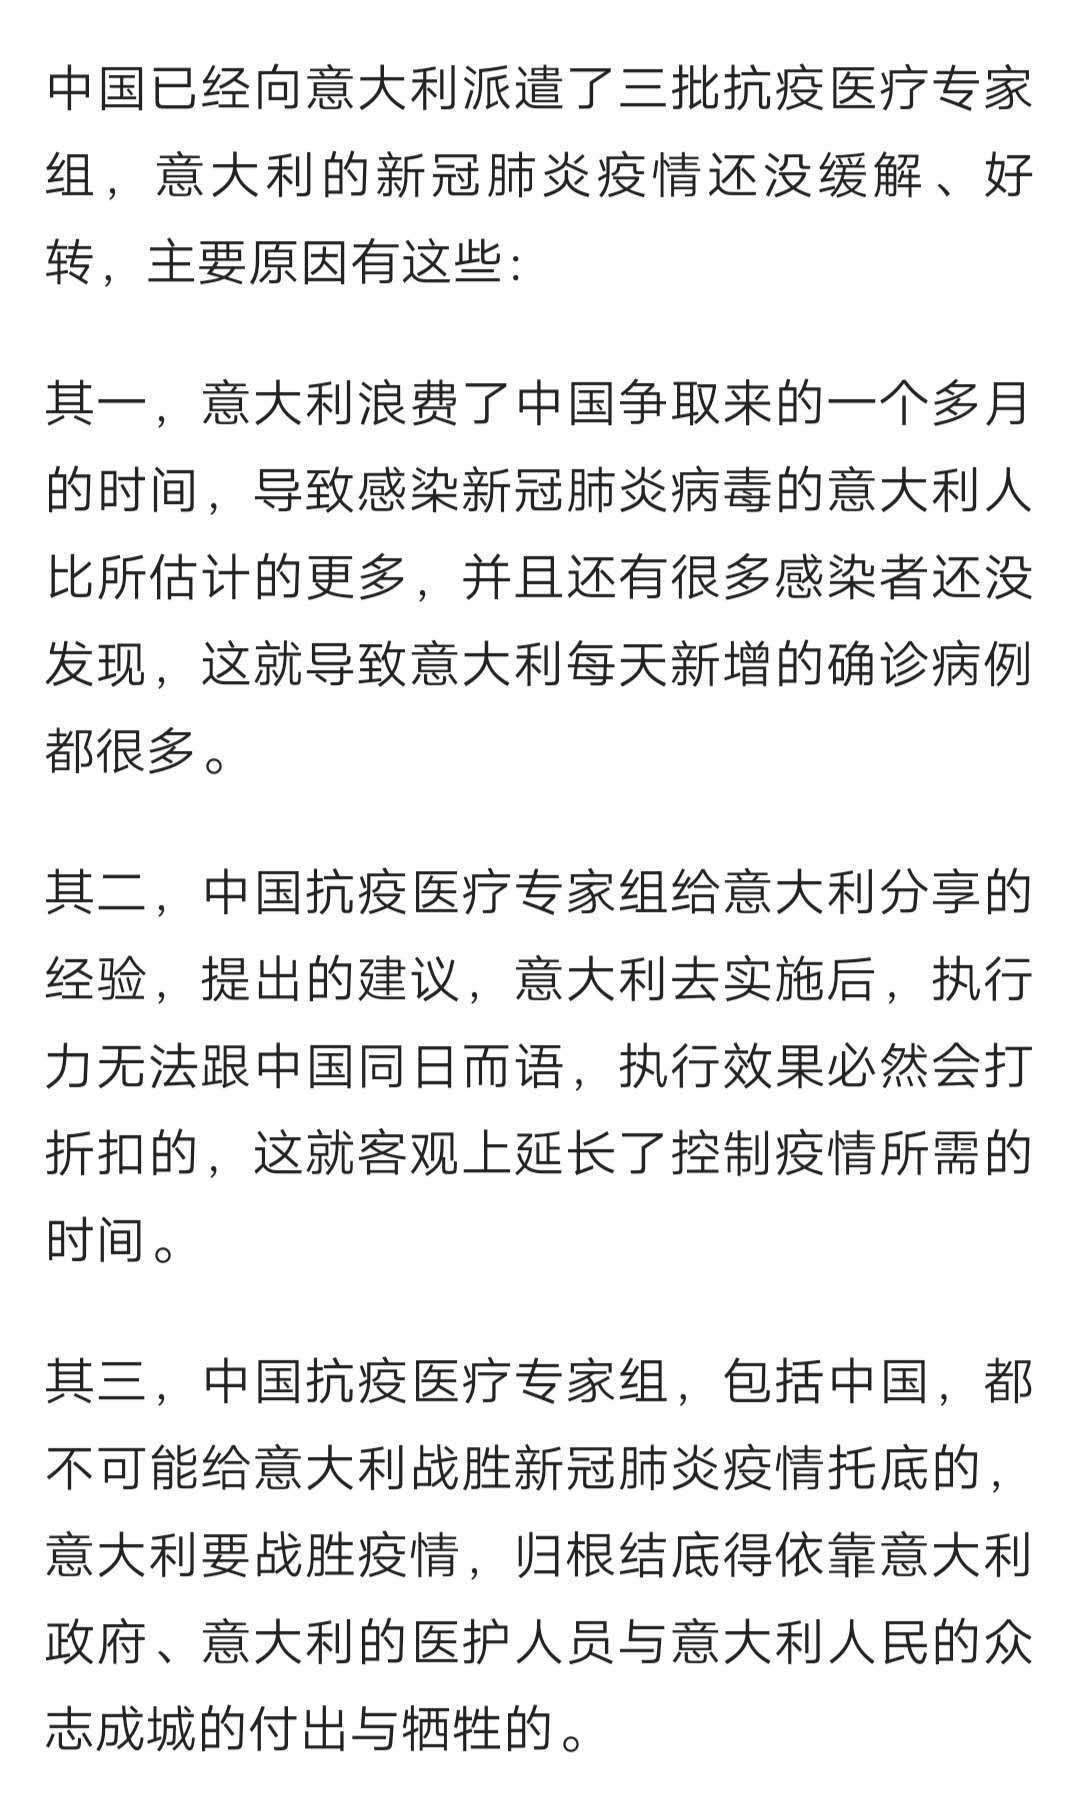 中国已经向意大利派遣了三批抗疫医疗专家
组，意大利的新冠肺炎疫情还没缓解、好
转，主要原因有这些：
其一，意大利浪费了中国争取来的一个多月
的时间，导致感染新冠肺炎病毒的意大利人
比所估计的更多，并且还有很多感染者还没
发现，这就导致意大利每天新增的确诊病例
都很多。
其二，中国抗疫医疗专家组给意大利分享的
经验，提出的建议，意大利去实施后，执行
力无法跟中国同日而语，执行效果必然会打
折扣的，这就客观上延长了控制疫情所需的
时间。
其三，中国抗疫医疗专家组，包括中国，都
不可能给意大利战胜新冠肺炎疫情托底的，
意大利要战胜疫情，归根结底得依靠意大利
政府、意大利的医护人员与意大利人民的众
志成城的付出与牺牲的。